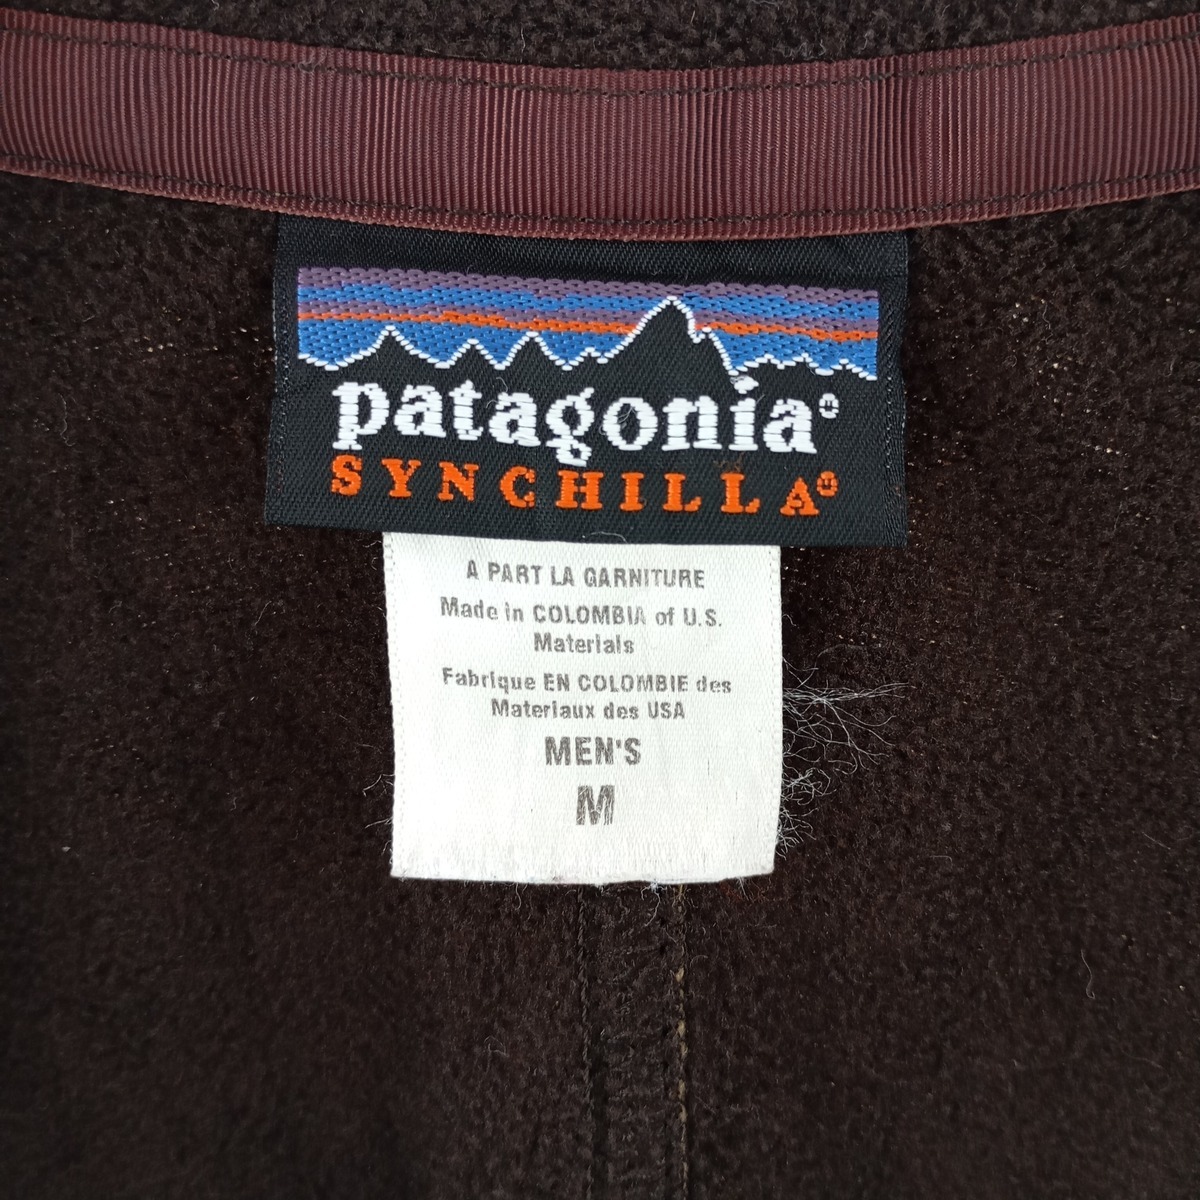 patagonia®
SYNCHILLA®
A PART LA GARNITURE
Made in COLOMBIA of U.S.
Materials
Fabrique EN COLOMBIE des
Materiaux des USA
MEN'S
M